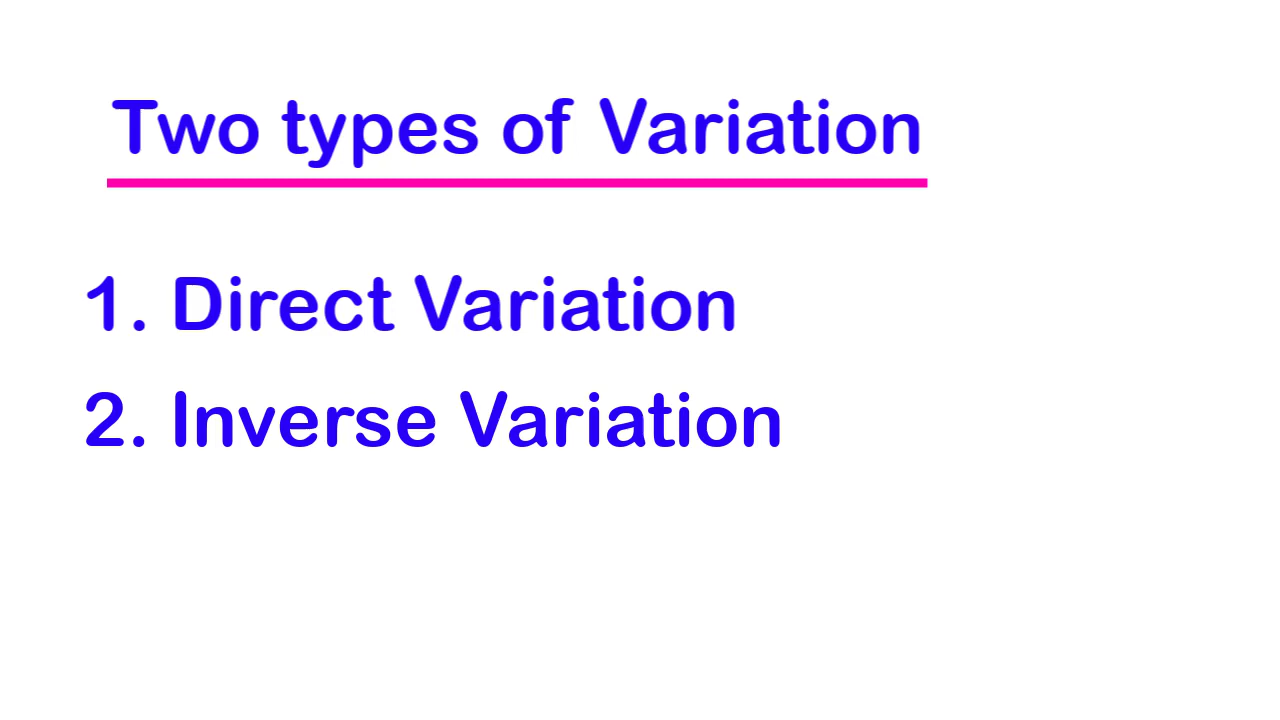 Two types of Variation
1. Direct Variation
2. Inverse Variation